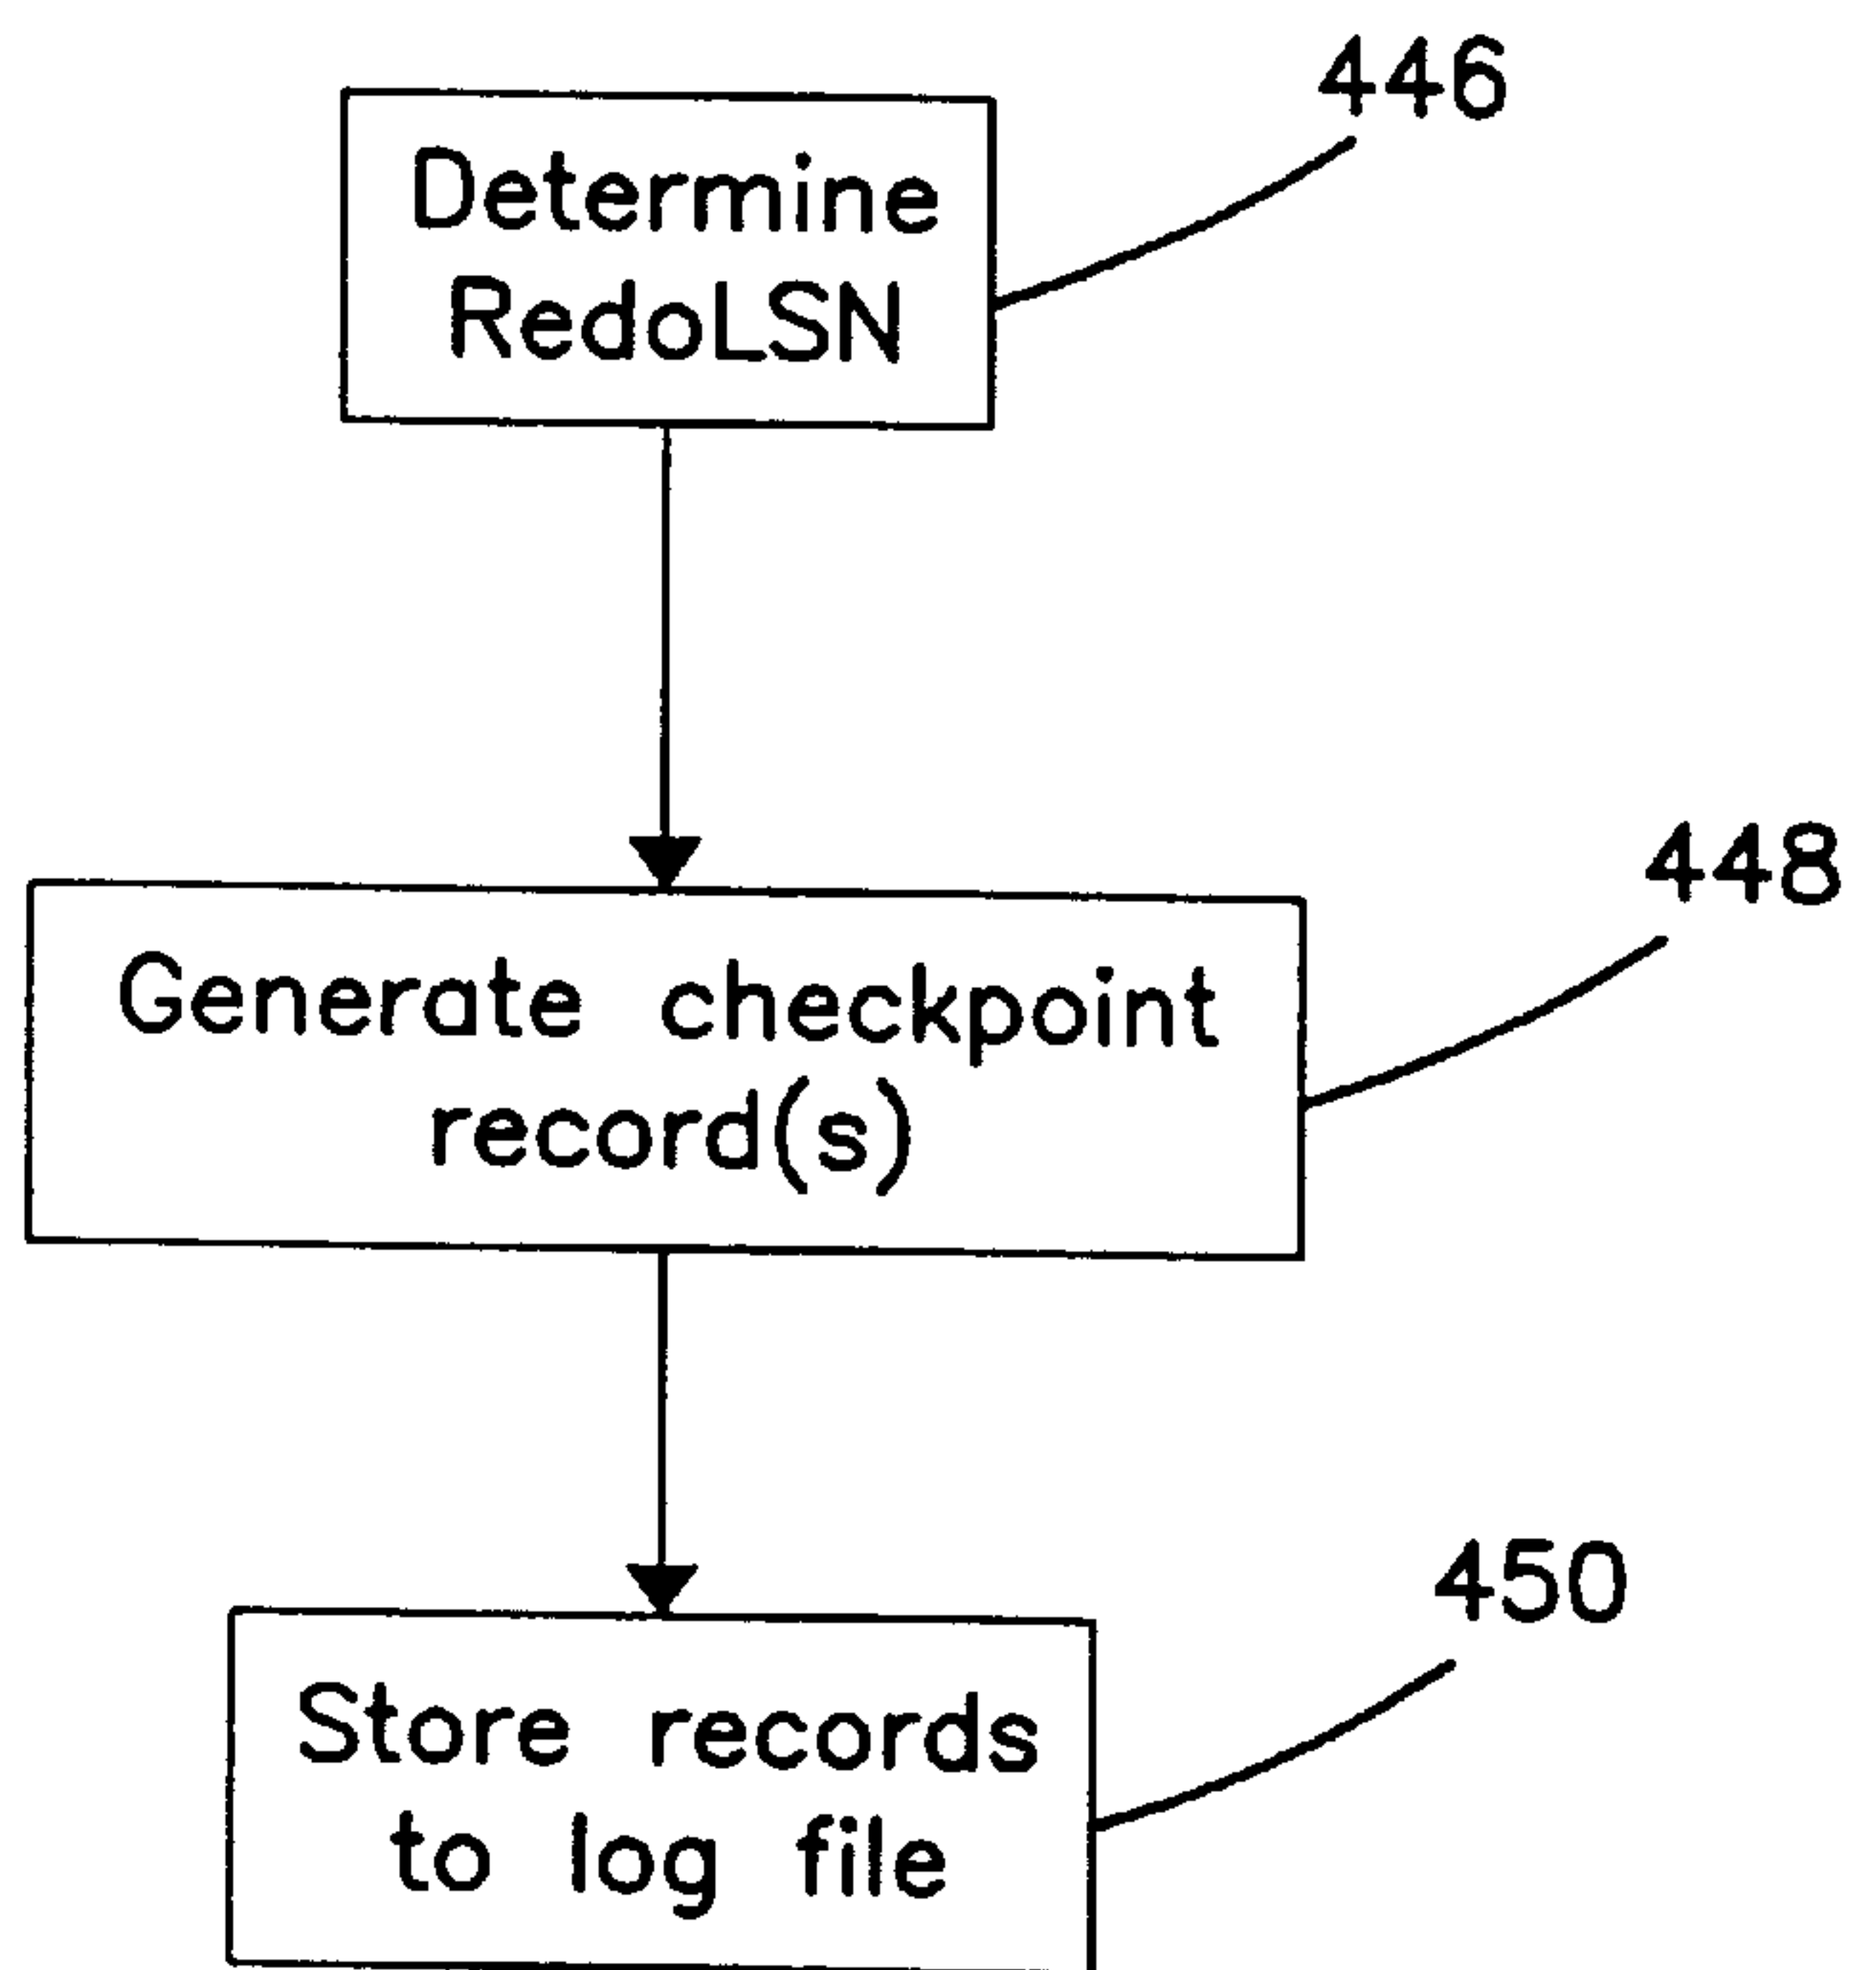 446
Determine
RedoLSN
448
Generate checkpoint
record(s)
450
Store records
to log file